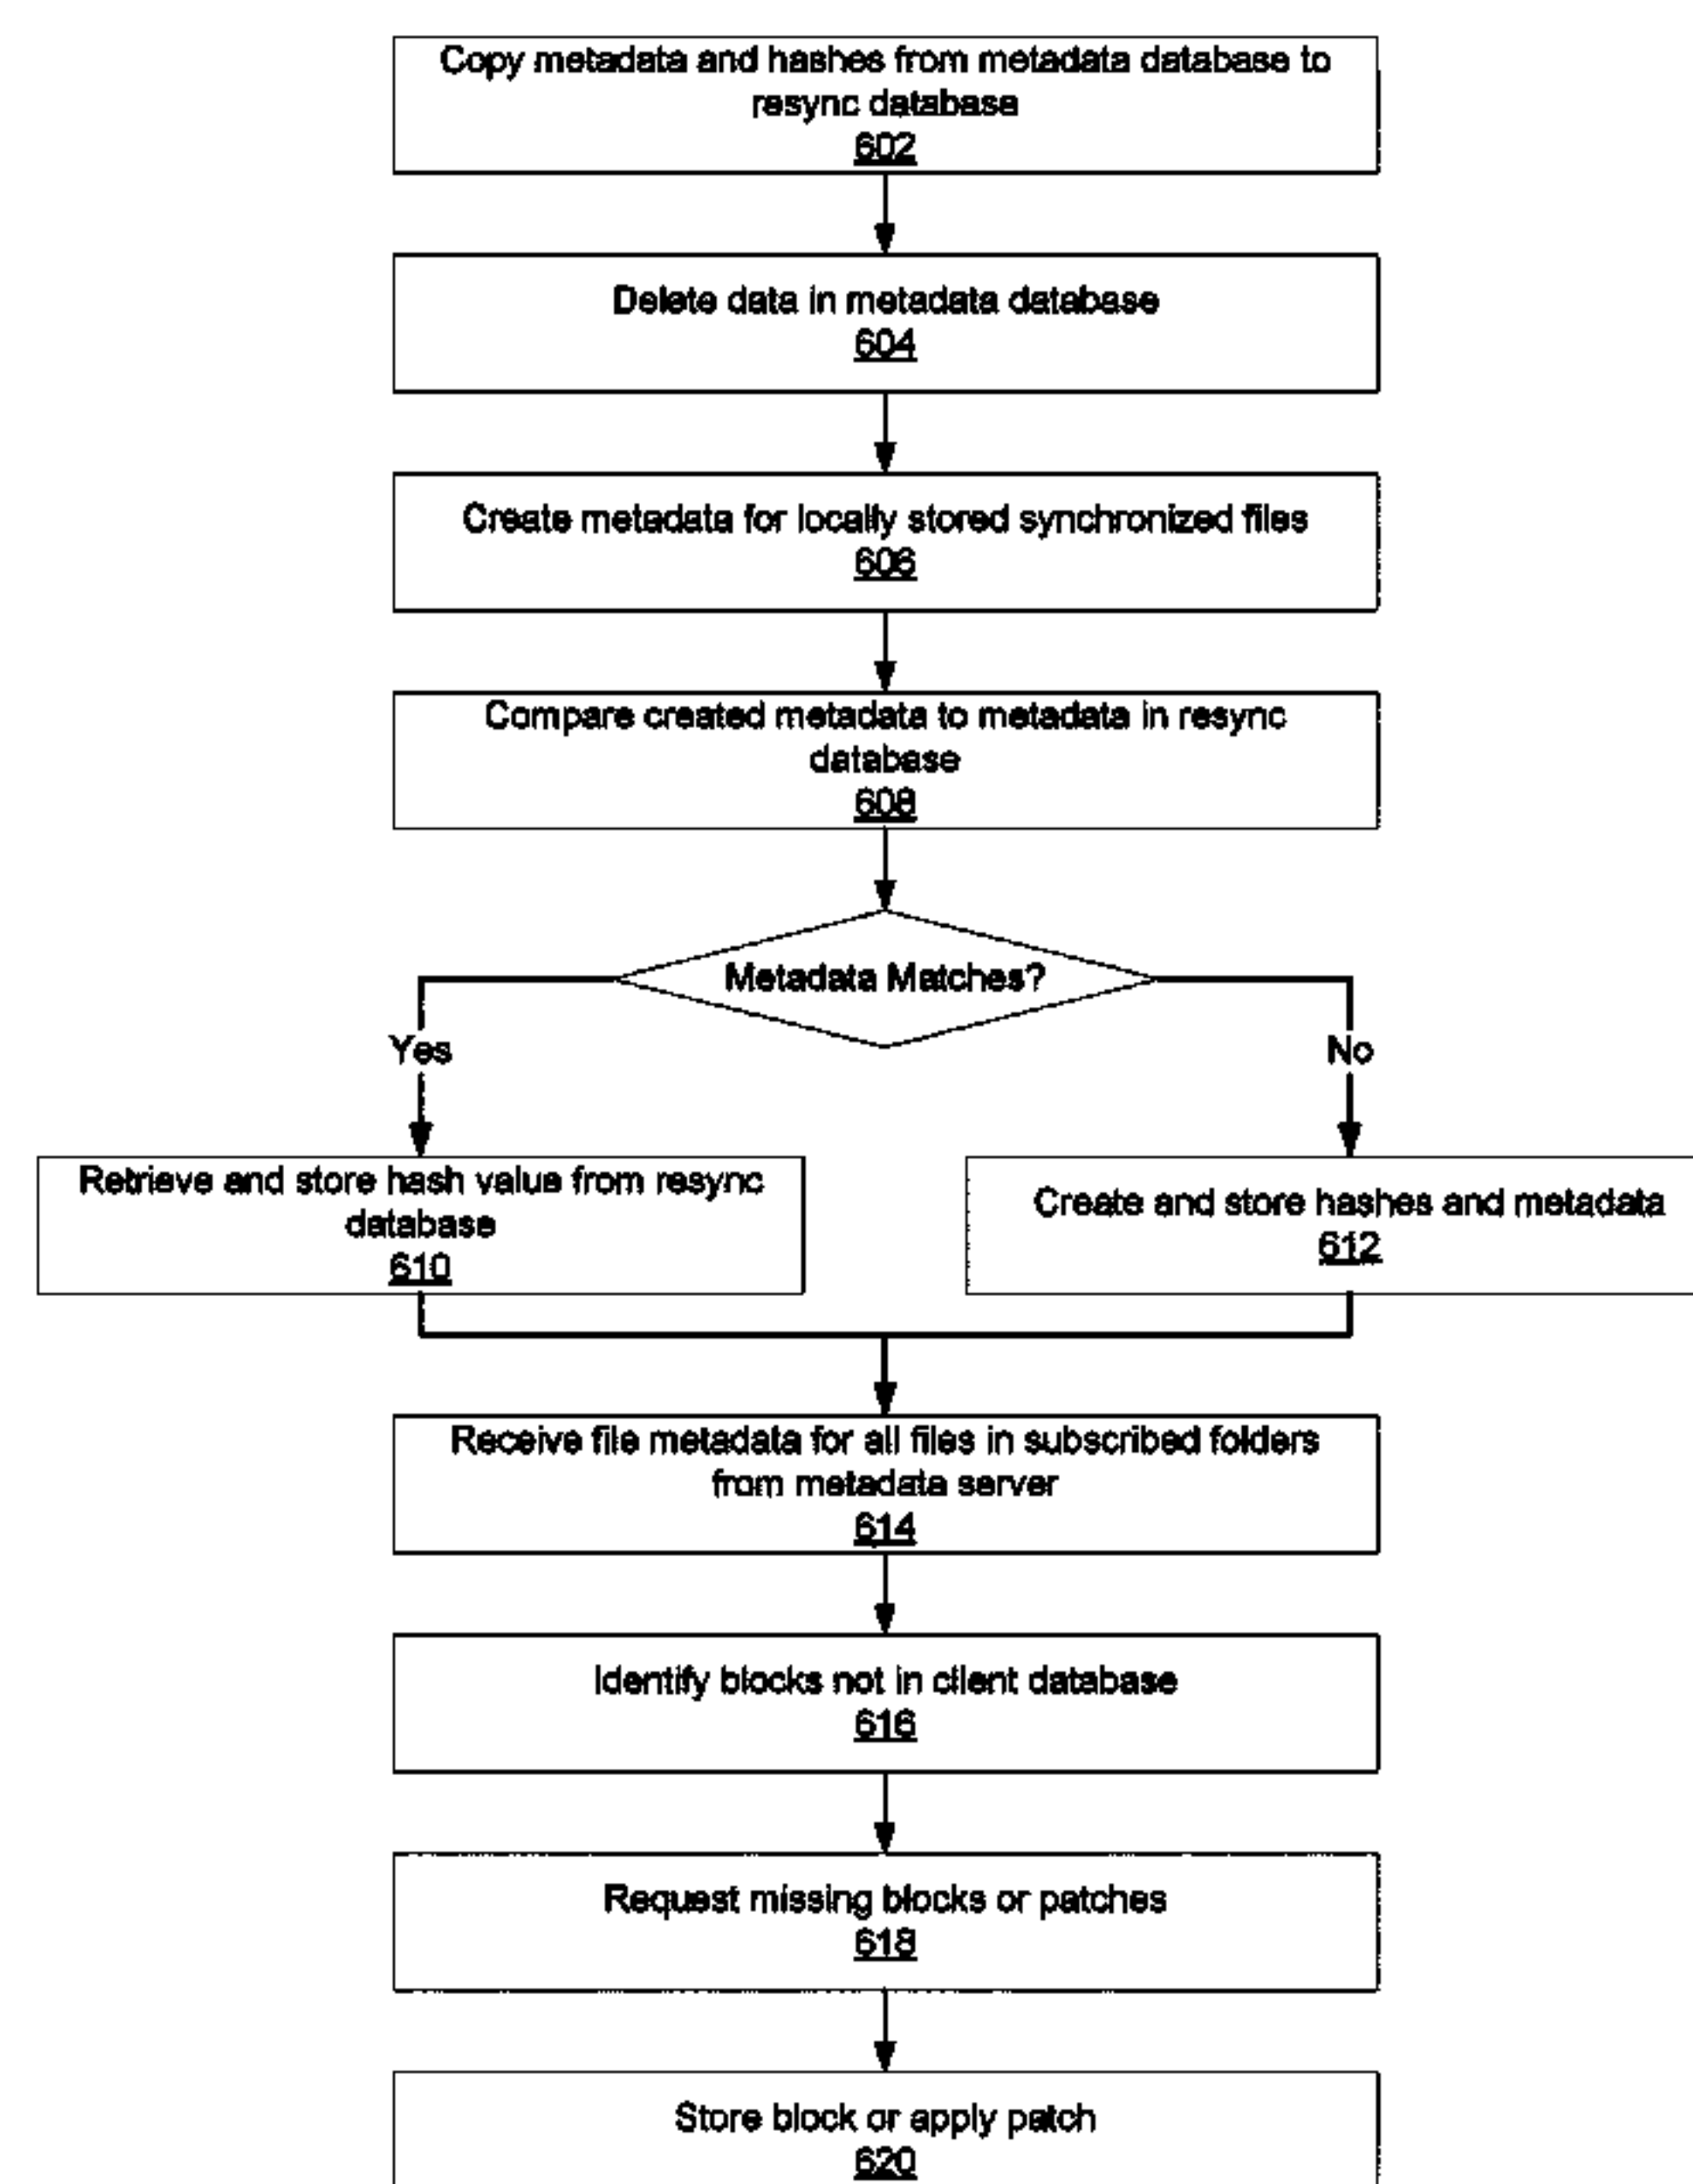 Copy metadata and hashes from metadata database to
resync database
602
Delete data in metadata database
604
Create metadata for locally stored synchronized files
606
Compare created metadata to metadata in resync
database
608
Metadata Matches?
Yes
No
Retrieve and store hash value from resync
database
610
Create and store hashes and metadata
612
Receive file metadata for all files in subscribed folders
from metadata server
614
Identify blocks not in client database
616
Request missing blocks or patches
618
Store block or apply patch
620